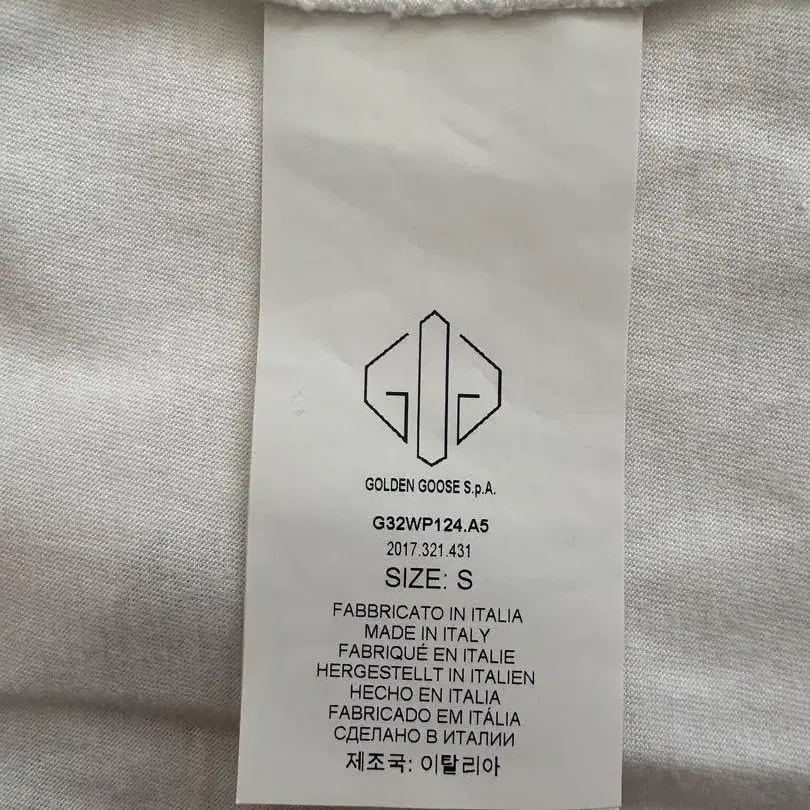 GOLDEN GOOSE S.p.A.
G32WP124.A5
2017.321.431
SIZE: S
FABBRICATO IN ITALIA
MADE IN ITALY
FABRIQUÉ EN ITALIE
HERGESTELLT IN ITALIEN
HECHO EN ITALIA
FABRICADO EM ITÁLIA
СДЕЛАНО В ИТАЛИИ
제조국: 이탈리아